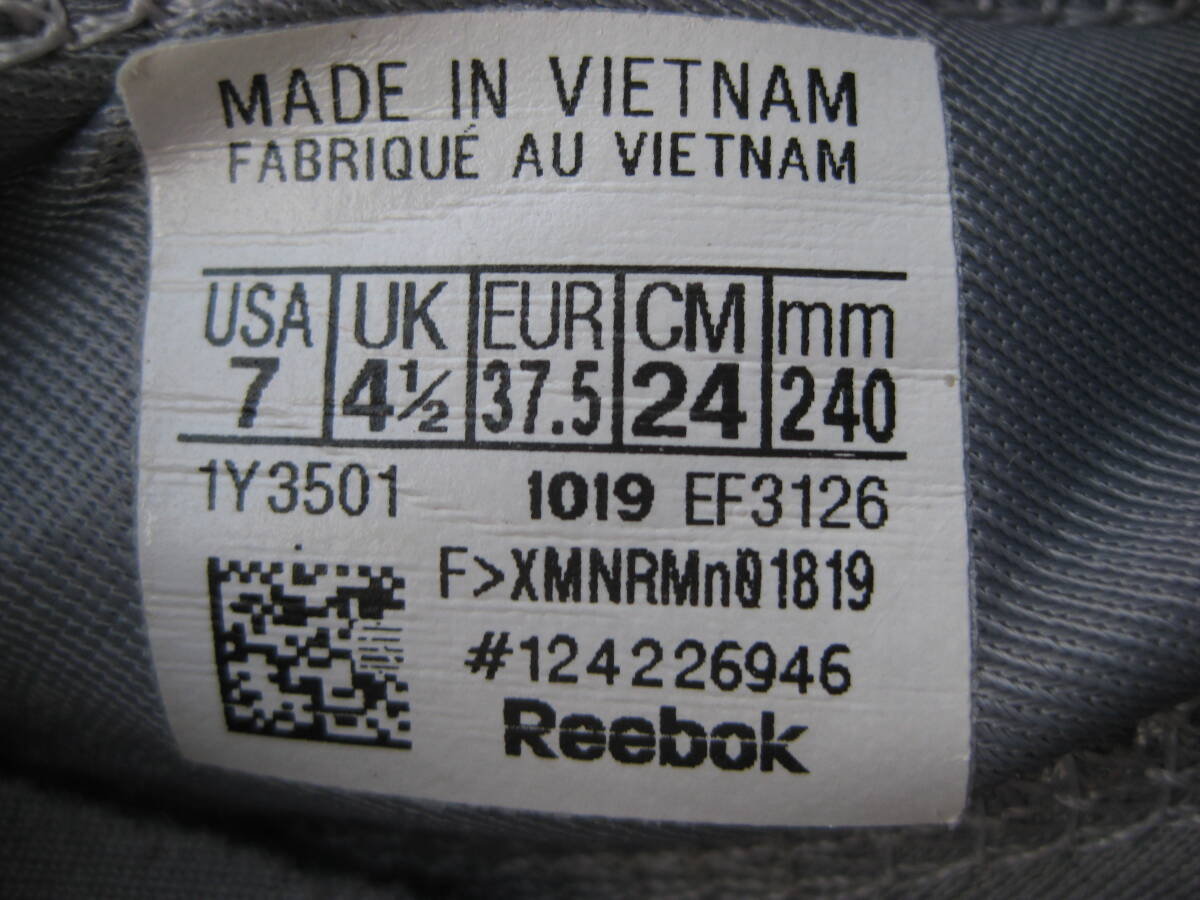 MADE IN VIETNAM
FABRIQUÉ AU VIETNAM
USA UK EUR CM mm
7 4½ 37.5 24 240
1Y3501 1019 EF3126
F>XMNRMn01819
#124226946
Reebok